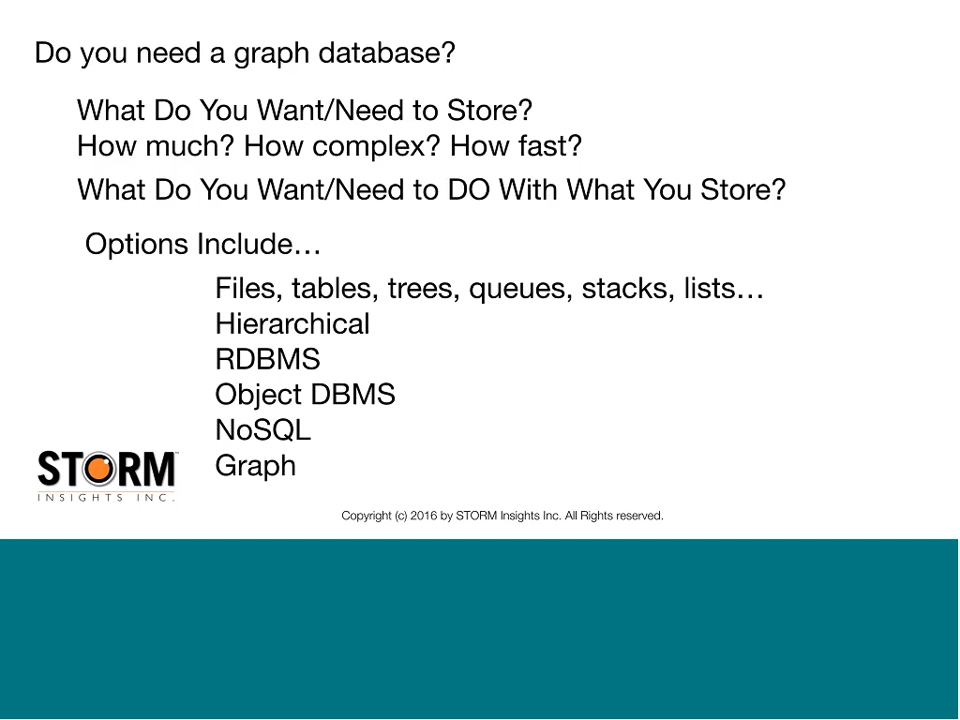 Do you need a graph database?
What Do You Want/Need to Store?
How much? How complex? How fast?
What Do You Want/Need to DO With What You Store?
Options Include…
Files, tables, trees, queues, stacks, lists…
Hierarchical
RDBMS
Object DBMS
NoSQL
Graph
STORM™
INSIGHTS INC.
Copyright (c) 2016 by STORM Insights Inc. All Rights reserved.